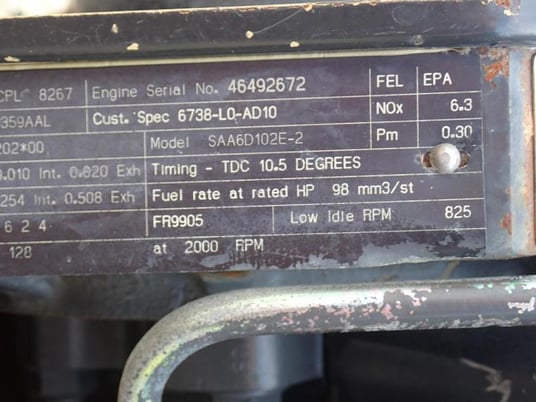 CPL 8267 Engine Serial No. 46492672 FEL EPA
359AAL Cust. Spec 6738-L0-AD10 NOx 6.3
202*00 Model SAA6D102E-2 Pm 0.30
0.010 Int. 0.020 Exh Timing - TDC 10.5 DEGREES
254 Int. 0.508 Exh Fuel rate at rated HP 98 mm3/st
6 2 4 FR9905 Low Idle RPM 825
128 at 2000 RPM